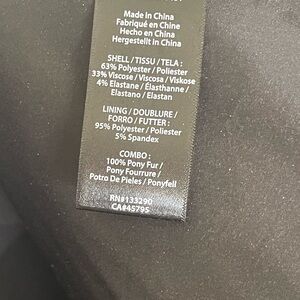 Made in China
Fabriqué en Chine
Hecho en China
Hergestellt in China
SHELL / TISSU / TELA :
63% Polyester / Poliester
33% Viscose / Viscosa / Viskose
4% Elastane / Élasthanne /
Elastano / Elastan
LINING / DOUBLURE /
FORRO / FUTTER :
95% Polyester / Poliester
5% Spandex
COMBO :
100% Pony Fur /
Pony Fourrure /
Potro De Pieles / Ponyfell
RN#133290
CA#45795